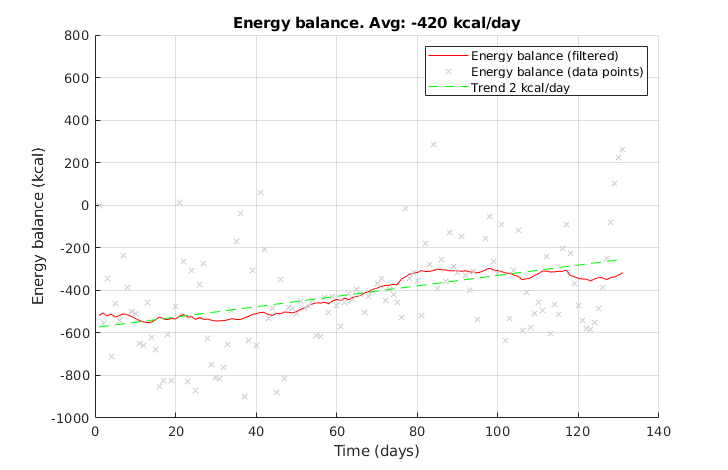 Energy balance. Avg: -420 kcal/day
Energy balance (filtered)
Energy balance (data points)
Trend 2 kcal/day
Energy balance (kcal)
800
600
400
200
0
-200
-400
-600
-800
-1000
0 20 40 60 80 100 120 140
Time (days)